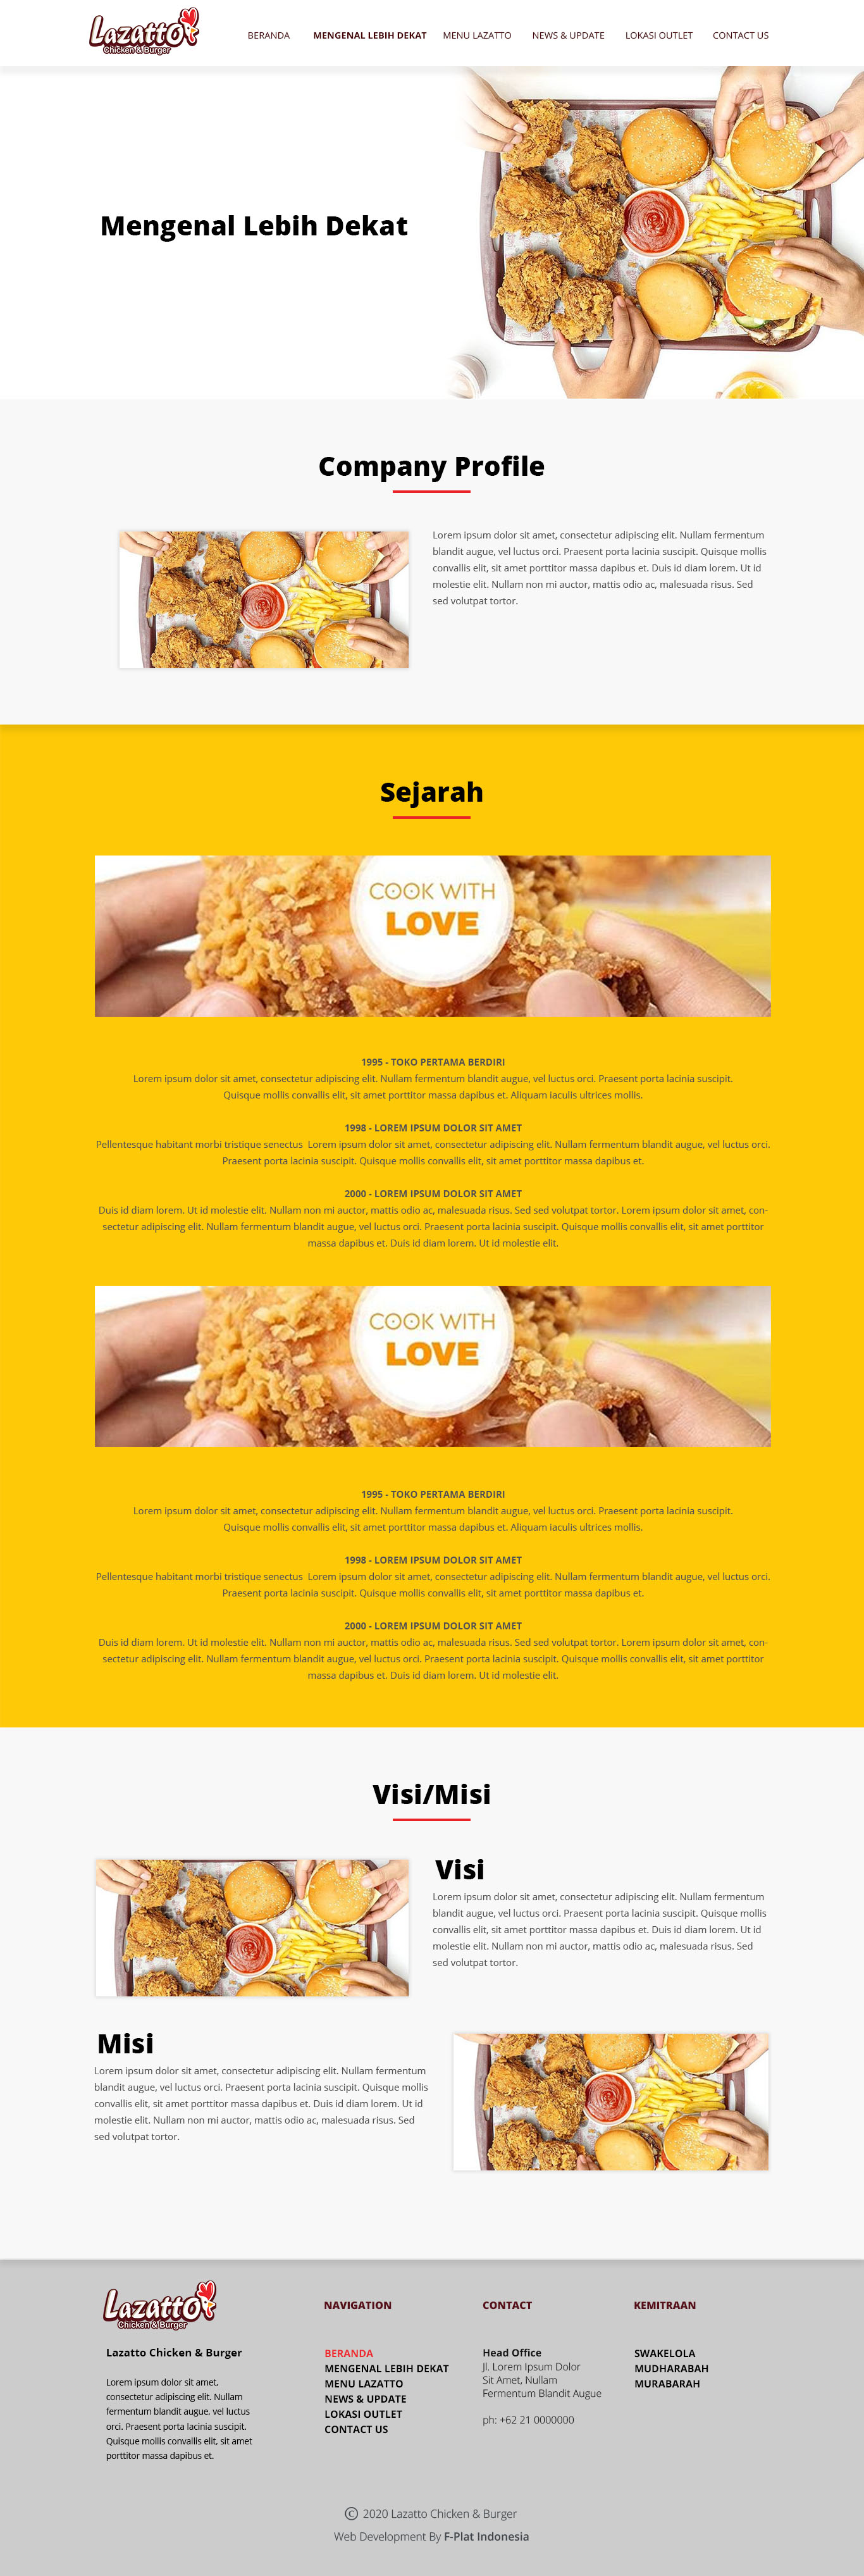 Lazatto
Chicken & Burger
BERANDA
MENGENAL LEBIH DEKAT
MENU LAZATTO
NEWS & UPDATE
LOKASI OUTLET
CONTACT US
Mengenal Lebih Dekat
Company Profile
Lorem ipsum dolor sit amet, consectetur adipiscing elit. Nullam fermentum
blandit augue, vel luctus orci. Praesent porta lacinia suscipit. Quisque mollis
convallis elit, sit amet porttitor massa dapibus et. Duis id diam lorem. Ut id
molestie elit. Nullam non mi auctor, mattis odio ac, malesuada risus. Sed
sed volutpat tortor.
Sejarah
COOK WITH
LOVE
1995 - TOKO PERTAMA BERDIRI
Lorem ipsum dolor sit amet, consectetur adipiscing elit. Nullam fermentum blandit augue, vel luctus orci. Praesent porta lacinia suscipit.
Quisque mollis convallis elit, sit amet porttitor massa dapibus et. Aliquam iaculis ultrices mollis.
1998 - LOREM IPSUM DOLOR SIT AMET
Pellentesque habitant morbi tristique senectus  Lorem ipsum dolor sit amet, consectetur adipiscing elit. Nullam fermentum blandit augue, vel luctus orci.
Praesent porta lacinia suscipit. Quisque mollis convallis elit, sit amet porttitor massa dapibus et.
2000 - LOREM IPSUM DOLOR SIT AMET
Duis id diam lorem. Ut id molestie elit. Nullam non mi auctor, mattis odio ac, malesuada risus. Sed sed volutpat tortor. Lorem ipsum dolor sit amet, con-
sectetur adipiscing elit. Nullam fermentum blandit augue, vel luctus orci. Praesent porta lacinia suscipit. Quisque mollis convallis elit, sit amet porttitor
massa dapibus et. Duis id diam lorem. Ut id molestie elit.
COOK WITH
LOVE
1995 - TOKO PERTAMA BERDIRI
Lorem ipsum dolor sit amet, consectetur adipiscing elit. Nullam fermentum blandit augue, vel luctus orci. Praesent porta lacinia suscipit.
Quisque mollis convallis elit, sit amet porttitor massa dapibus et. Aliquam iaculis ultrices mollis.
1998 - LOREM IPSUM DOLOR SIT AMET
Pellentesque habitant morbi tristique senectus  Lorem ipsum dolor sit amet, consectetur adipiscing elit. Nullam fermentum blandit augue, vel luctus orci.
Praesent porta lacinia suscipit. Quisque mollis convallis elit, sit amet porttitor massa dapibus et.
2000 - LOREM IPSUM DOLOR SIT AMET
Duis id diam lorem. Ut id molestie elit. Nullam non mi auctor, mattis odio ac, malesuada risus. Sed sed volutpat tortor. Lorem ipsum dolor sit amet, con-
sectetur adipiscing elit. Nullam fermentum blandit augue, vel luctus orci. Praesent porta lacinia suscipit. Quisque mollis convallis elit, sit amet porttitor
massa dapibus et. Duis id diam lorem. Ut id molestie elit.
Visi/Misi
Visi
Lorem ipsum dolor sit amet, consectetur adipiscing elit. Nullam fermentum
blandit augue, vel luctus orci. Praesent porta lacinia suscipit. Quisque mollis
convallis elit, sit amet porttitor massa dapibus et. Duis id diam lorem. Ut id
molestie elit. Nullam non mi auctor, mattis odio ac, malesuada risus. Sed
sed volutpat tortor.
Misi
Lorem ipsum dolor sit amet, consectetur adipiscing elit. Nullam fermentum
blandit augue, vel luctus orci. Praesent porta lacinia suscipit. Quisque mollis
convallis elit, sit amet porttitor massa dapibus et. Duis id diam lorem. Ut id
molestie elit. Nullam non mi auctor, mattis odio ac, malesuada risus. Sed
sed volutpat tortor.
Lazatto
Chicken & Burger
Lazatto Chicken & Burger
Lorem ipsum dolor sit amet,
consectetur adipiscing elit. Nullam
fermentum blandit augue, vel luctus
orci. Praesent porta lacinia suscipit.
Quisque mollis convallis elit, sit amet
porttitor massa dapibus et.
NAVIGATION
BERANDA
MENGENAL LEBIH DEKAT
MENU LAZATTO
NEWS & UPDATE
LOKASI OUTLET
CONTACT US
CONTACT
Head Office
Jl. Lorem Ipsum Dolor
Sit Amet, Nullam
Fermentum Blandit Augue
ph: +62 21 0000000
KEMITRAAN
SWAKELOLA
MUDHARABAH
MURABARAH
© 2020 Lazatto Chicken & Burger
Web Development By F-Plat Indonesia